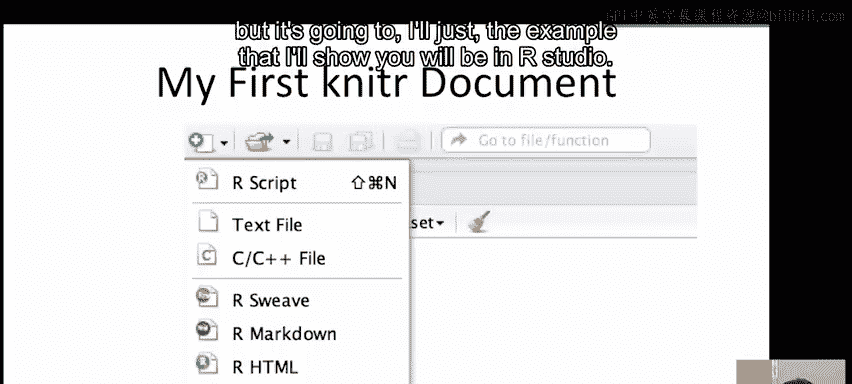 but it's going to, I'll just, the example
that I'll show you will be in R studio.
My First knitr Document
Go to file/function
R Script ⇧⌘N
Text File
set
C/C++ File
R Sweave
R Markdown
R HTML